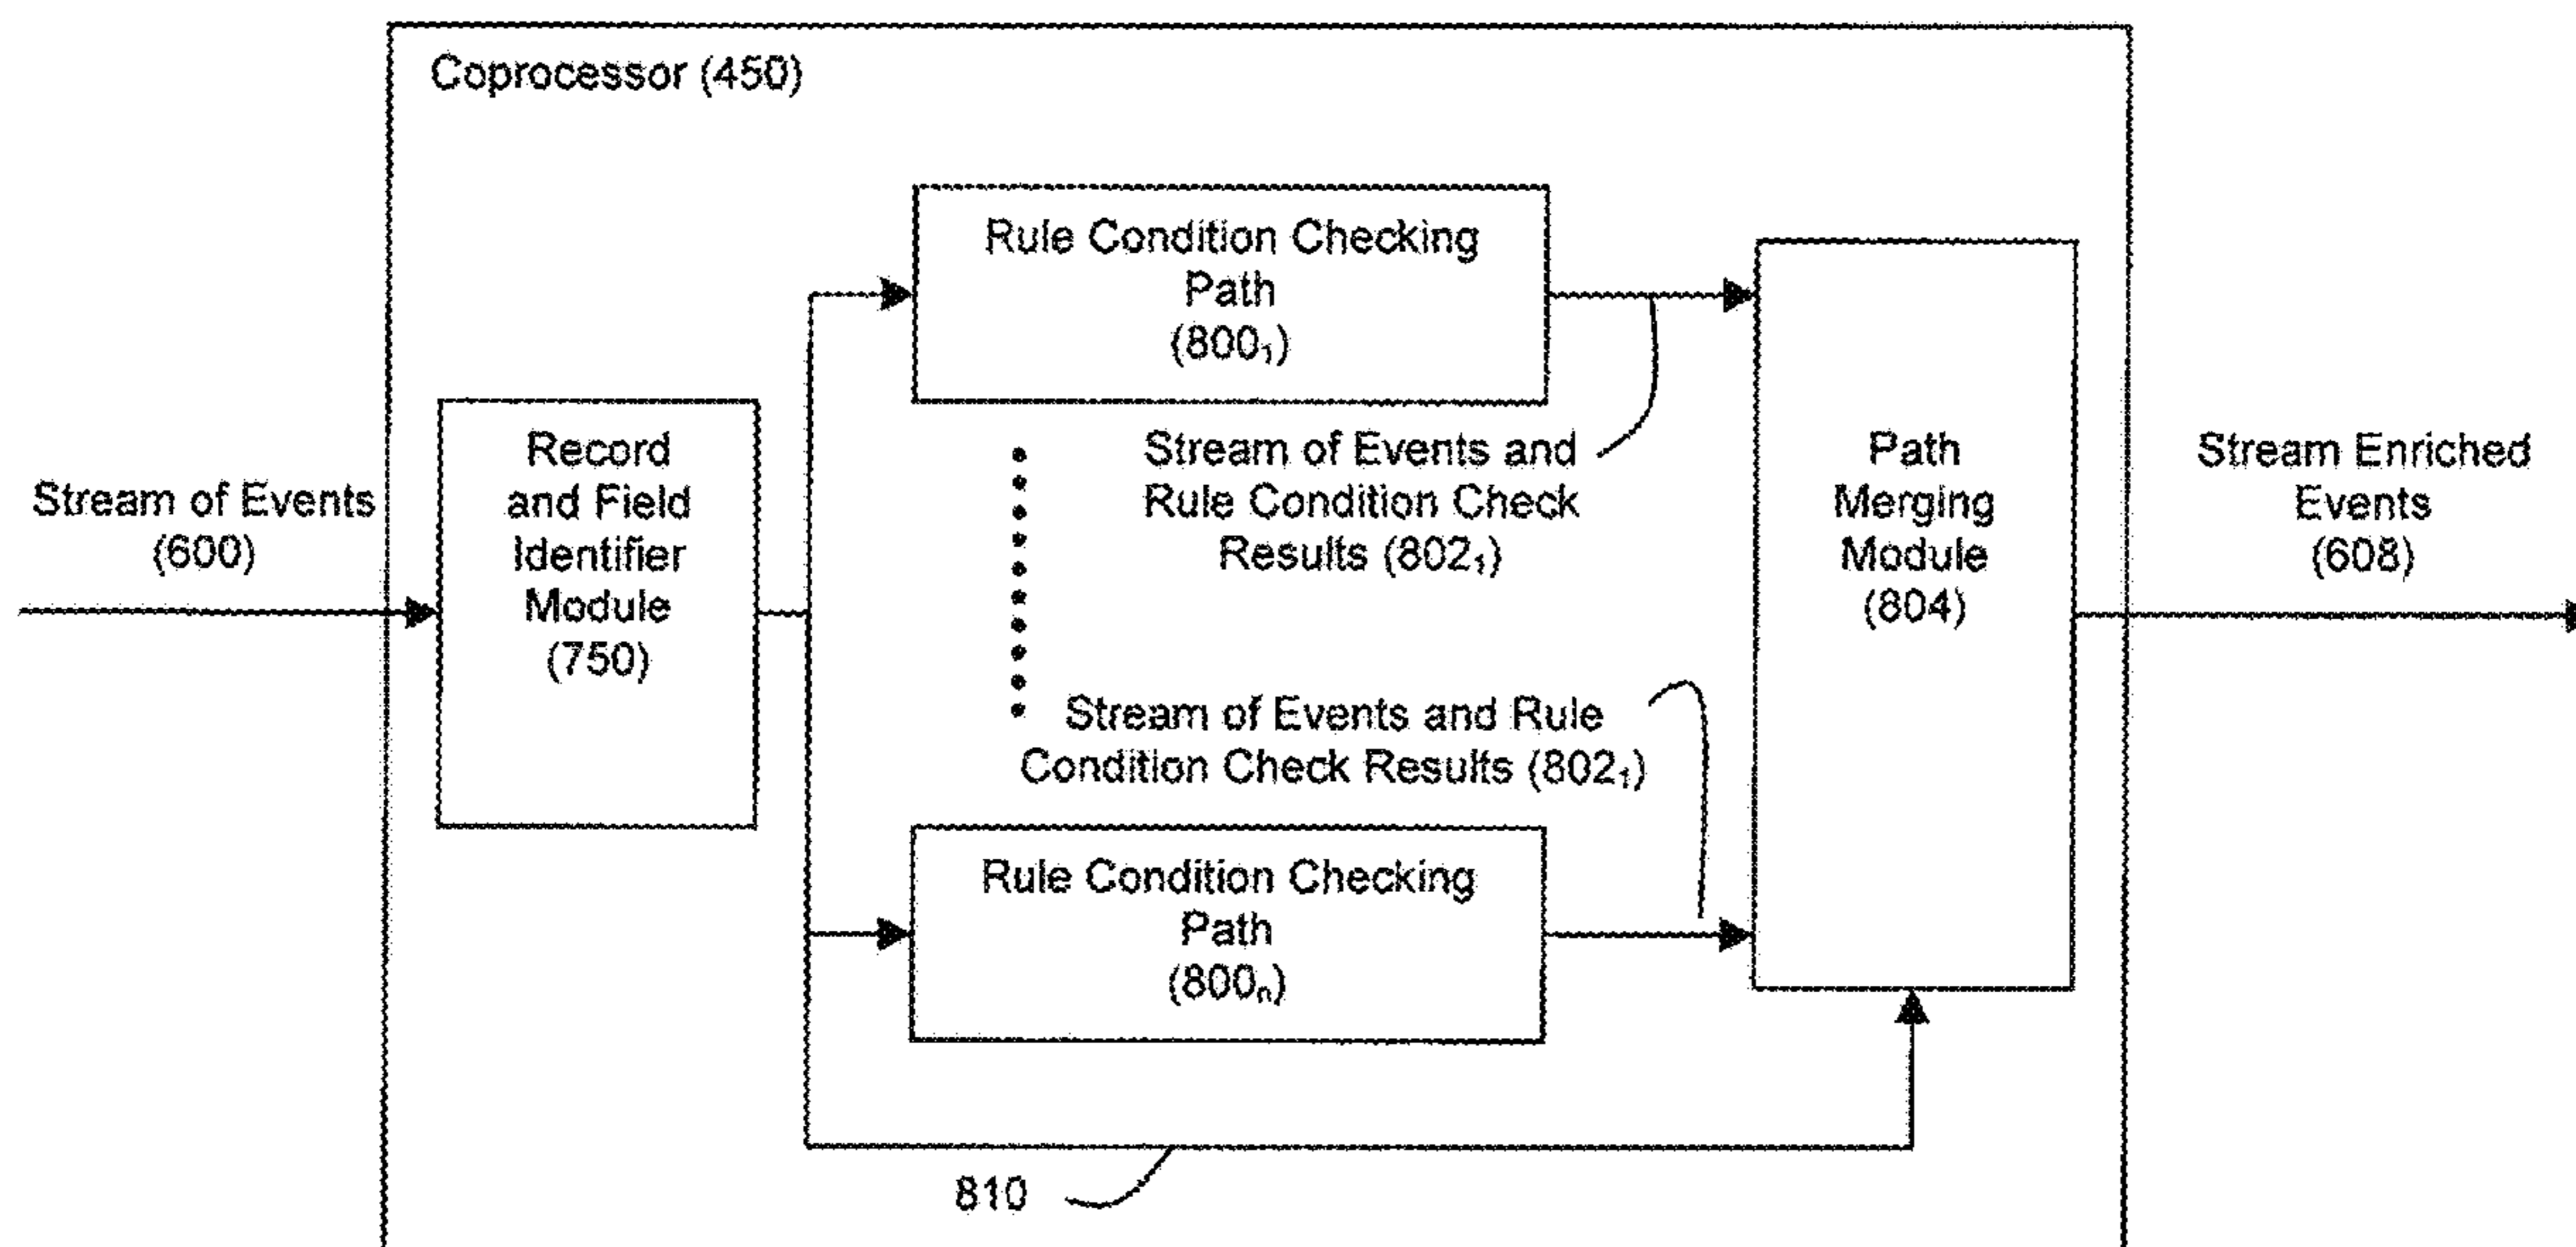 Coprocessor (450)
Stream of Events
(600)
Record
and Field
Identifier
Module
(750)
Rule Condition Checking
Path
(800₁)
Stream of Events and
Rule Condition Check
Results (802₁)
Stream of Events and Rule
Condition Check Results (802₁)
Rule Condition Checking
Path
(800ₙ)
Path
Merging
Module
(804)
Stream Enriched
Events
(608)
810